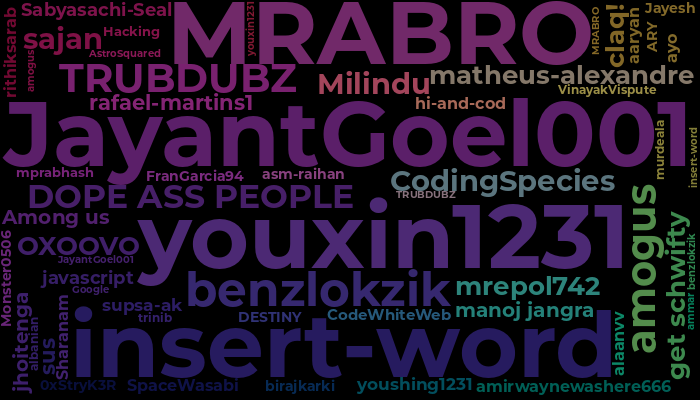 Sabyasachi-Seal
MRABRO
youxin1231
MRABRO
claq!
aaryan
ARY
Jayesh
ayo
rithiksarab
sajan
Hacking
amogus
AstroSquared
TRUBDUBZ
Milindu
matheus-alexandre
VinayakVispute
rafael-martins1
hi-and-cod
JayantGoel001
murdeala
insert-word
mprabhash
FranGarcia94
asm-raihan
CodingSpecies
TRUBDUBZ
DOPE ASS PEOPLE
Among us
youxin1231
amogus
get schwifty
Monster0506
OXOOVO
JayantGoel001
javascript
Google
benzlokzik
mrepol742
ammar benzlokzik
jhoitenga
albanian
sus
Sharanam
supsa-ak
trinib
DESTINY
CodeWhiteWeb
manoj jangra
alaanvv
insert-word
0xStryK3R
SpaceWasabi
birajkarki
youshing1231
amirwaynewashere666